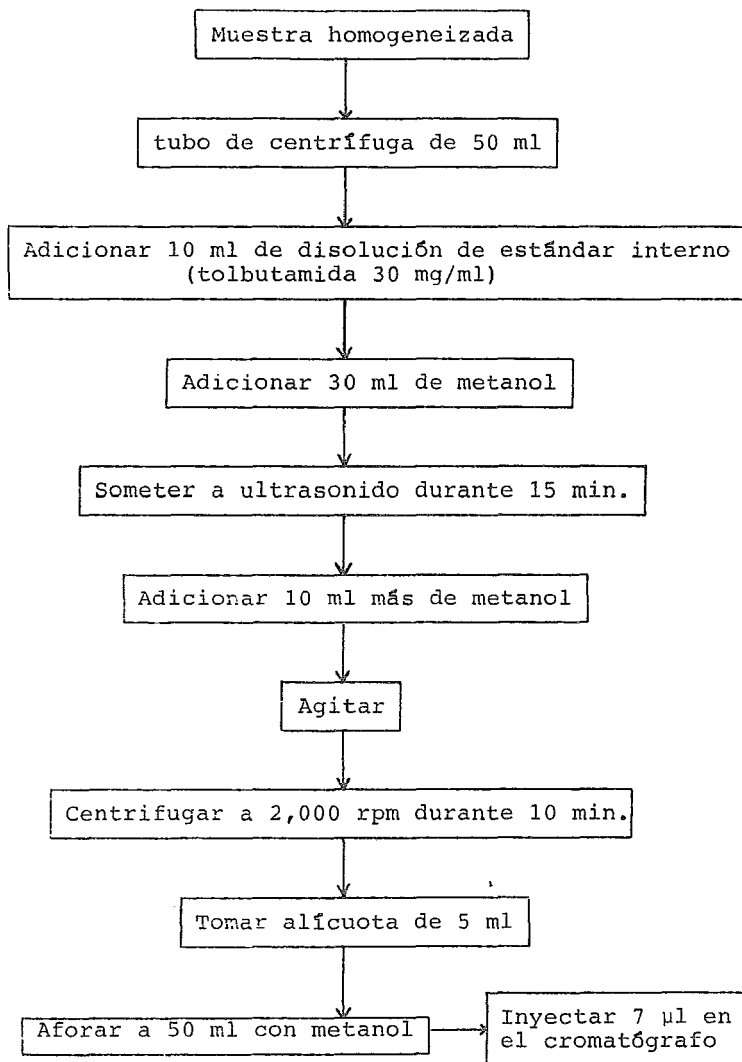 Muestra homogeneizada
tubo de centrífuga de 50 ml
Adicionar 10 ml de disolución de estándar interno
(tolbutamida 30 mg/ml)
Adicionar 30 ml de metanol
Someter a ultrasonido durante 15 min.
Adicionar 10 ml más de metanol
Agitar
Centrifugar a 2,000 rpm durante 10 min.
Tomar alícuota de 5 ml
Aforar a 50 ml con metanol
Inyectar 7 µl en
el cromatógrafo